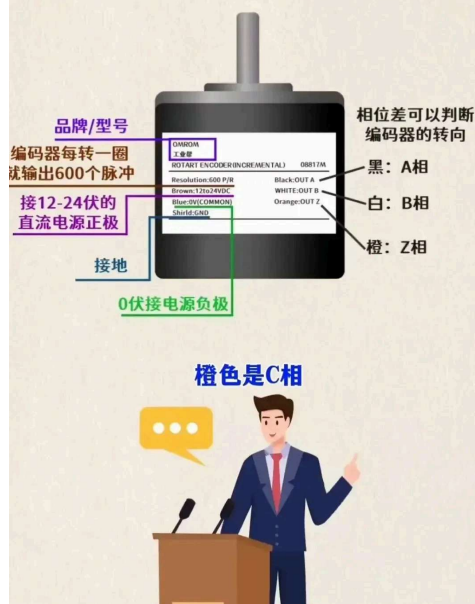 品牌/型号
编码器每转一圈
就输出600个脉冲
接12-24伏的
直流电源正极
接地
0伏接电源负极
OMROM
工业型
ROTART ENCODER(INCREMENTAL) 08817M
Resolution:600 P/R Black:OUT A
Brown:12to24VDC WHITE:OUT B
Blue:0V(COMMON) Orange:OUT Z
Shirld:GND
相位差可以判断
编码器的转向
黑：A相
白：B相
橙：Z相
橙色是C相